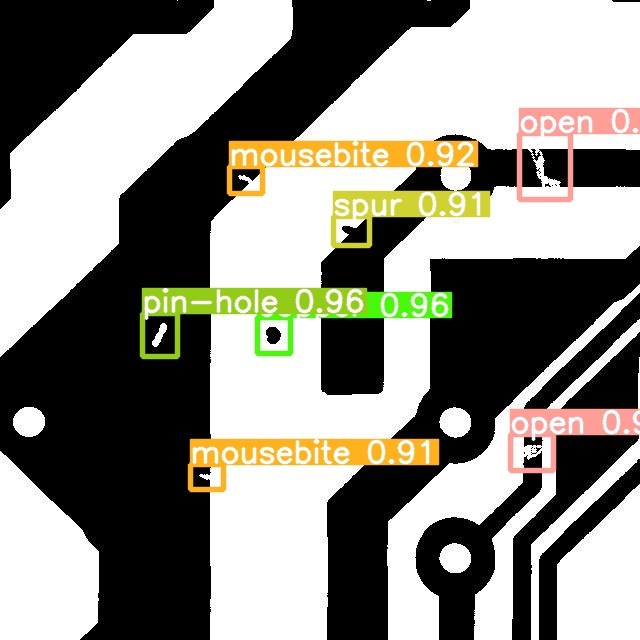 open 0.
mousebite 0.92
spur 0.91
pin-hole 0.96
0.96
open 0.9
mousebite 0.91